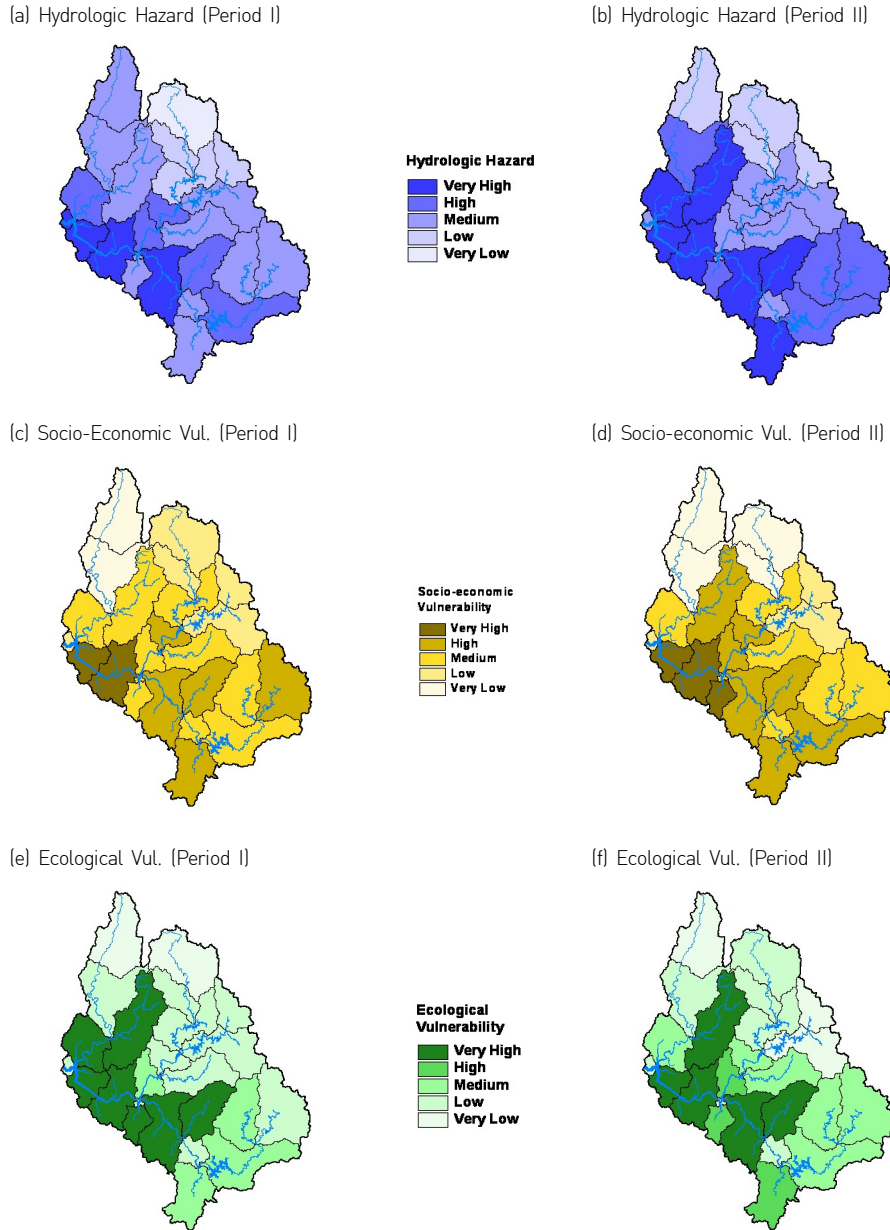 (a) Hydrologic Hazard (Period I)
(b) Hydrologic Hazard (Period II)
Hydrologic Hazard
Very High
High
Medium
Low
Very Low
(c) Socio-Economic Vul. (Period I)
(d) Socio-economic Vul. (Period II)
Socio-economic
Vulnerability
Very High
High
Medium
Low
Very Low
(e) Ecological Vul. (Period I)
(f) Ecological Vul. (Period II)
Ecological
Vulnerability
Very High
High
Medium
Low
Very Low